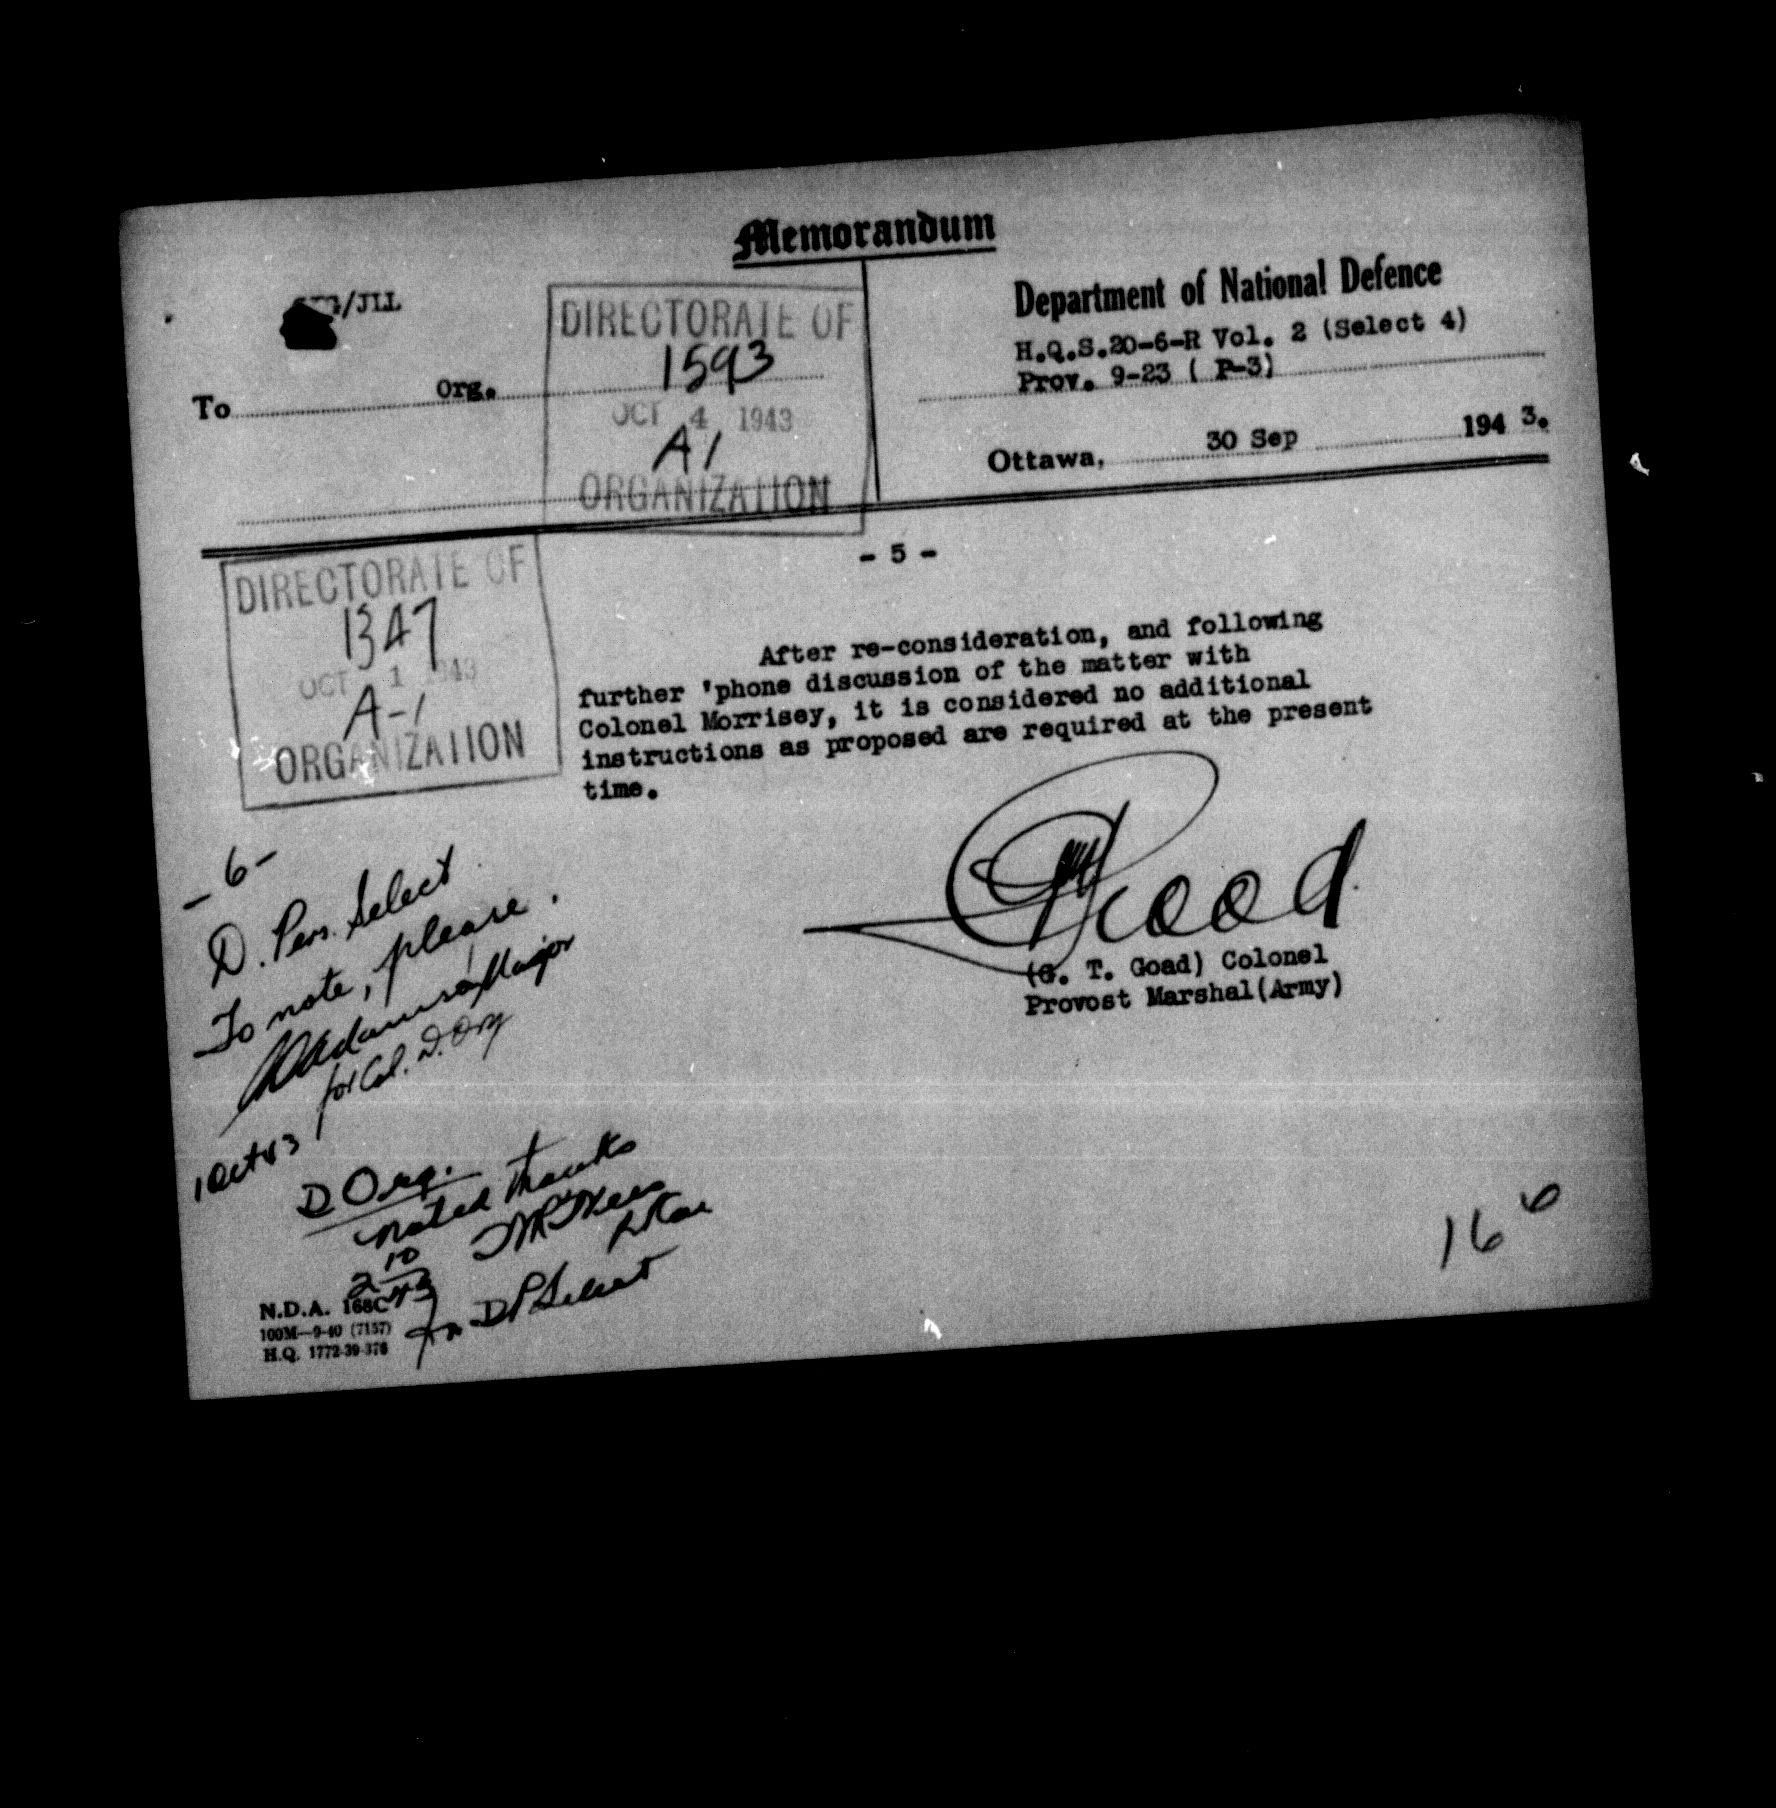 Memorandum
/JLL
Department of National Defence
H.Q.S.20-6-R Vol. 2 (Select 4)
Prov. 9-23 ( P-3)
To Org.
Ottawa, 30 Sep 1943.
DIRECTORATE OF
1593
OCT 4 1943
A1
ORGANIZATION
- 5 -
DIRECTORATE OF
1347
OCT 1 1943
A-1
ORGANIZATION
After re-consideration, and following
further 'phone discussion of the matter with
Colonel Morrisey, it is considered no additional
instructions as proposed are required at the present
time.
Goad
(G. T. Goad) Colonel
Provost Marshal(Army)
- 6 -
D. Pers. Select
To note, please.
Major
for Col. D. Org
1 Oct 43
D Org.
noted thanks
2 10/43
for D P Select
166
N.D.A. 168C
100M—9-40 (7157)
H.Q. 1772-39-376